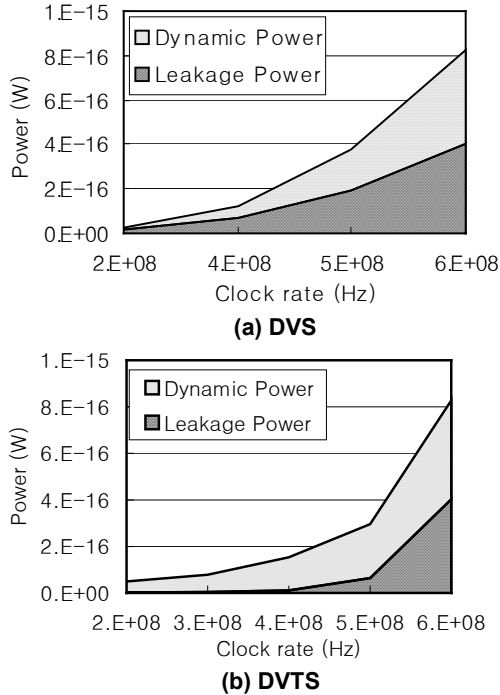 1.E-15
8.E-16
6.E-16
4.E-16
2.E-16
0.E+00
Power (W)
Dynamic Power
Leakage Power
2.E+08 4.E+08 5.E+08 6.E+08
Clock rate (Hz)
(a) DVS
1.E-15
8.E-16
6.E-16
4.E-16
2.E-16
0.E+00
Power (W)
Dynamic Power
Leakage Power
2.E+08 3.E+08 4.E+08 5.E+08 6.E+08
Clock rate (Hz)
(b) DVTS